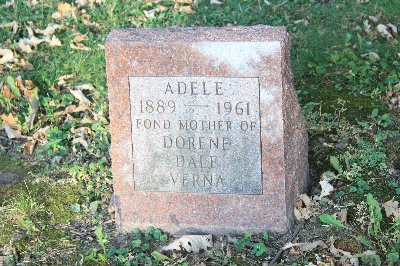 ADELE
1889 — 1961
FOND MOTHER OF
DORENE
DALE
VERNA